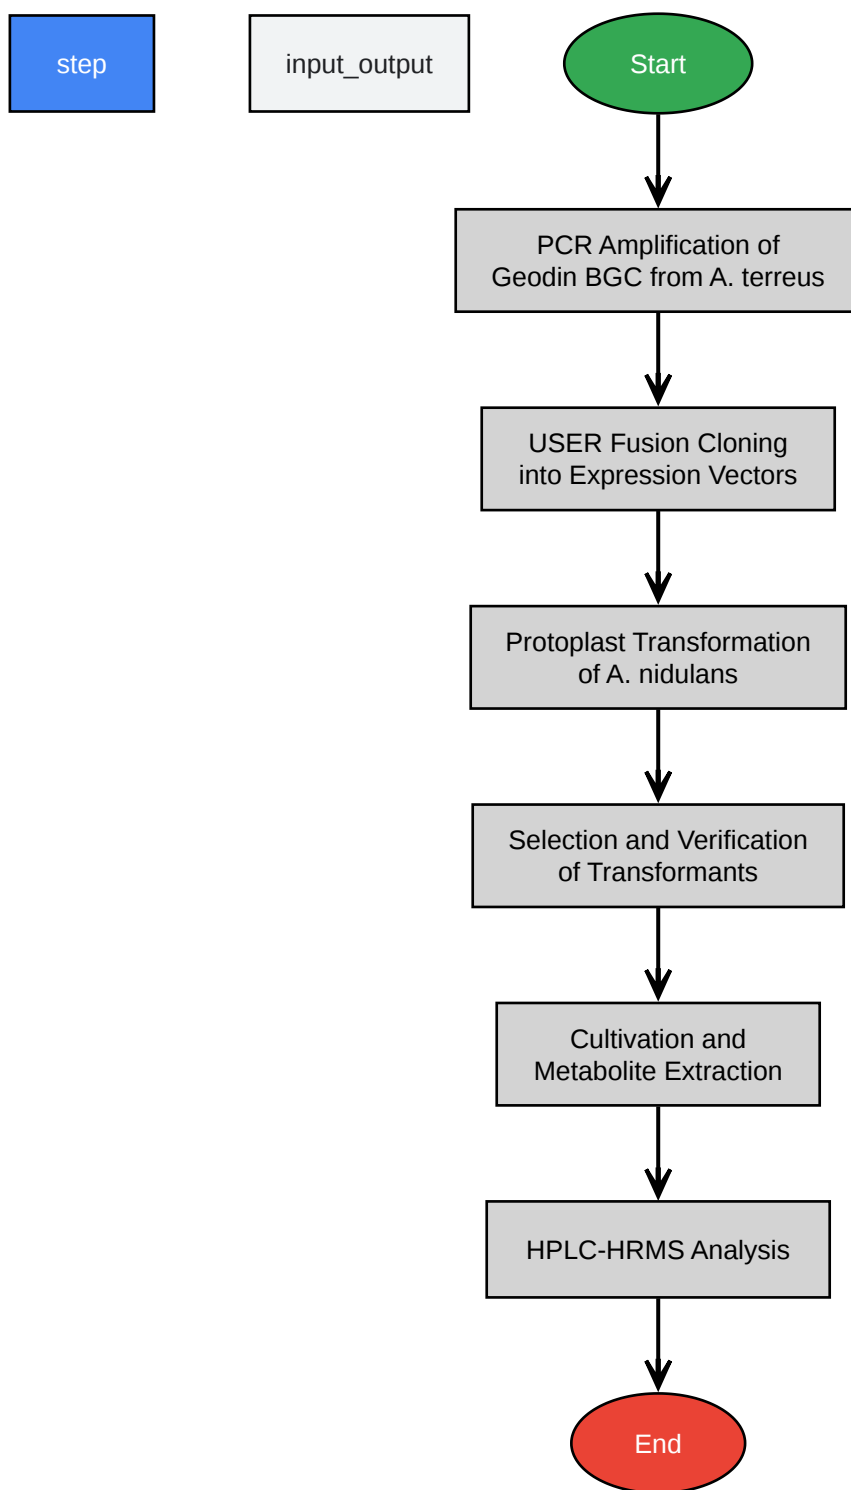 step
input_output
Start
PCR Amplification of
Geodin BGC from A. terreus
USER Fusion Cloning
into Expression Vectors
Protoplast Transformation
of A. nidulans
Selection and Verification
of Transformants
Cultivation and
Metabolite Extraction
HPLC-HRMS Analysis
End